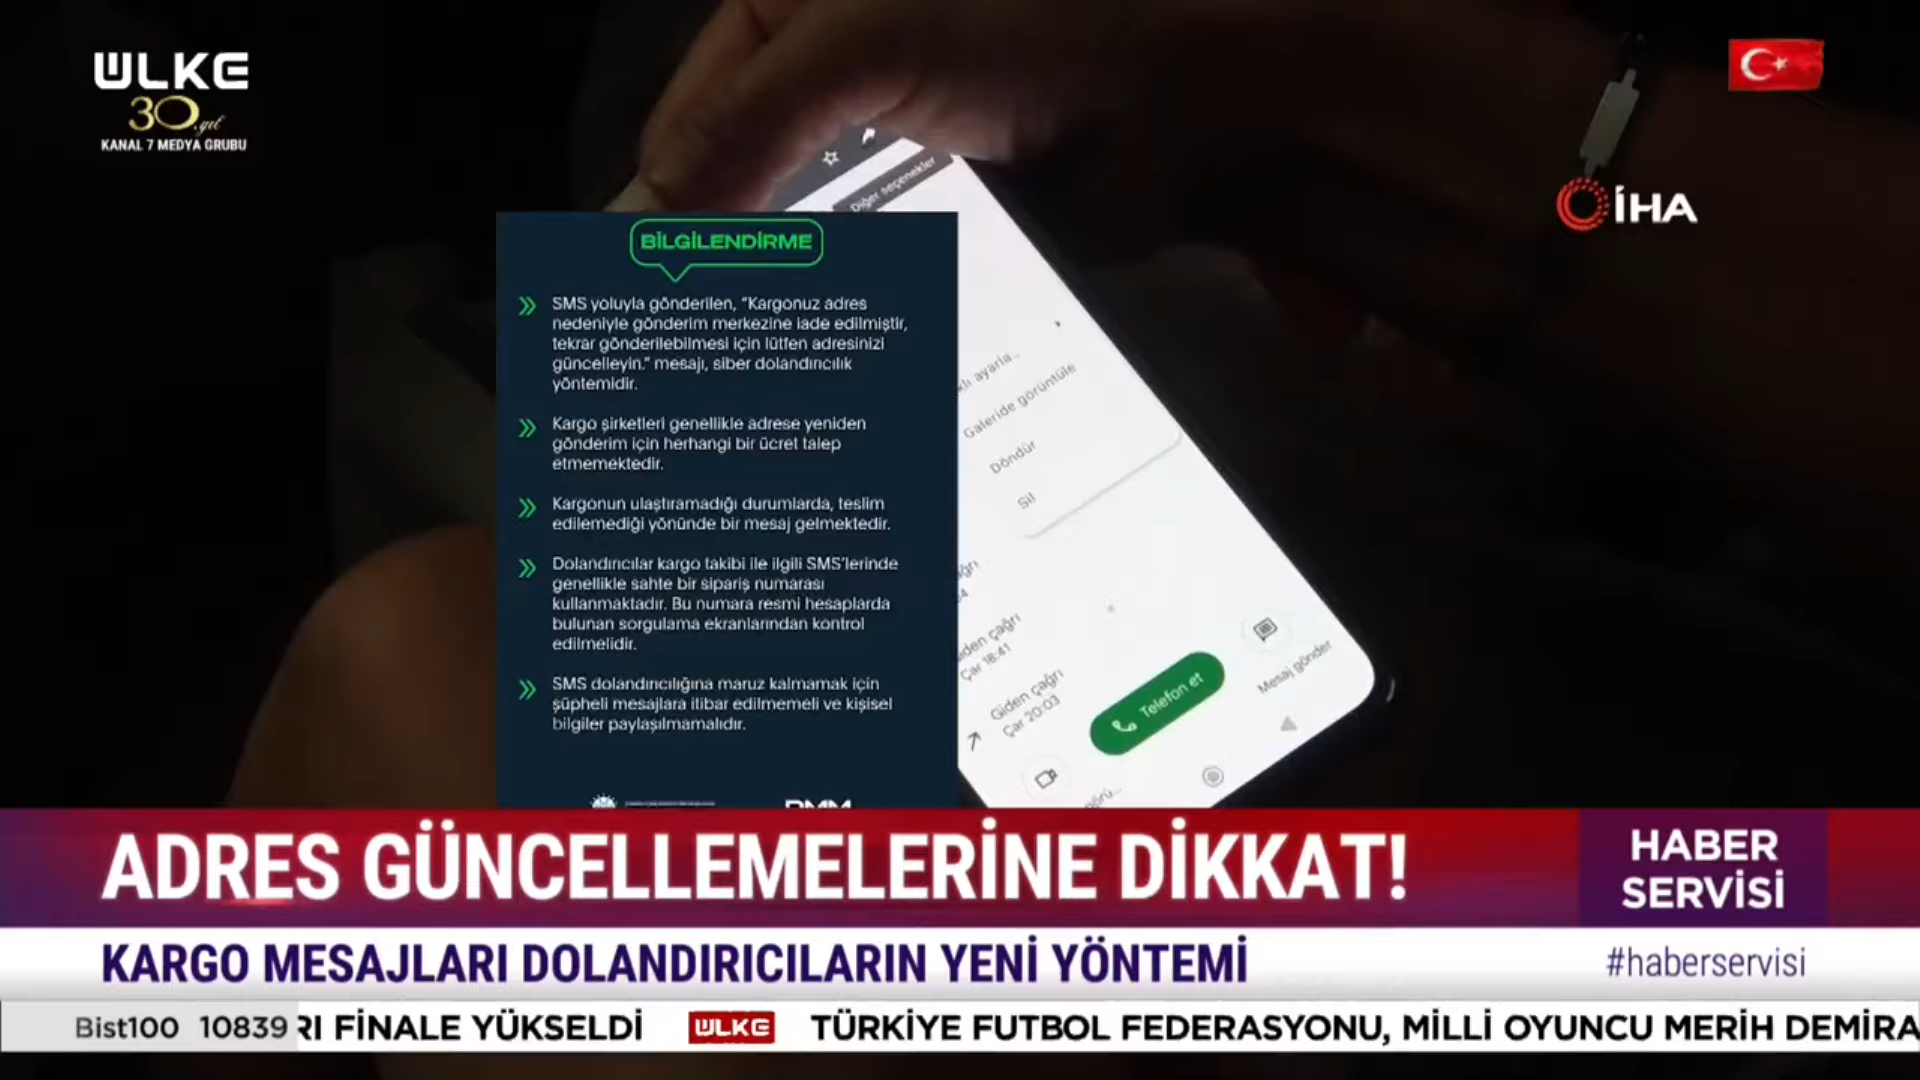 ÜLKE
30.yıl
KANAL 7 MEDYA GRUBU
İHA
Diğer seçenekler
BİLGİLENDİRME
SMS yoluyla gönderilen, “Kargonuz adres
nedeniyle gönderim merkezine iade edilmiştir,
tekrar gönderilebilmesi için lütfen adresinizi
güncelleyin.” mesajı, siber dolandırıcılık
yöntemidir.
Kargo şirketleri genellikle adrese yeniden
gönderim için herhangi bir ücret talep
etmemektedir.
Kargonun ulaştıramadığı durumlarda, teslim
edilemediği yönünde bir mesaj gelmektedir.
Dolandırıcılar kargo takibi ile ilgili SMS’lerinde
genellikle sahte bir sipariş numarası
kullanmaktadır. Bu numara resmi hesaplarda
bulunan sorgulama ekranlarından kontrol
edilmelidir.
SMS dolandırıcılığına maruz kalmamak için
şüpheli mesajlara itibar edilmemeli ve kişisel
bilgiler paylaşılmamalıdır.
klı ayarla...
Galeride görüntüle
Döndür
Sil
iden çağrı
Çar 18:41
Giden çağrı
Çar 20:03
Telefon et
Mesaj gönder
ADRES GÜNCELLEMELERİNE DİKKAT!
HABER
SERVİSİ
KARGO MESAJLARI DOLANDIRICILARIN YENİ YÖNTEMİ
#haberservisi
Bist100 10839 RI FİNALE YÜKSELDİ ÜLKE TÜRKİYE FUTBOL FEDERASYONU, MİLLİ OYUNCU MERİH DEMİRA